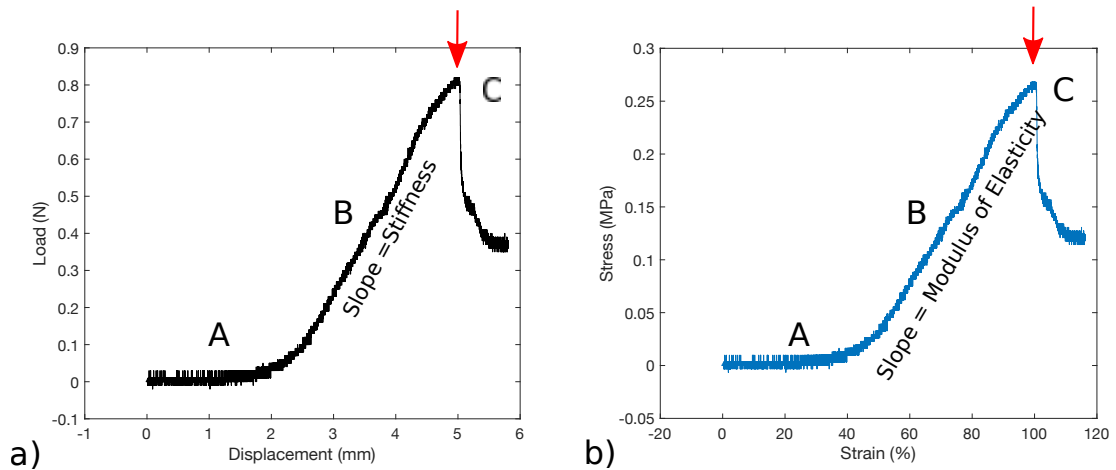 0.9
0.8
0.7
0.6
0.5
0.4
0.3
0.2
0.1
0
-0.1
Load (N)
-1
0
1
2
3
4
5
6
Displacement (mm)
A
B
C
Slope =Stiffness
a)
0.3
0.25
0.2
0.15
0.1
0.05
0
-0.05
Stress (MPa)
-20
0
20
40
60
80
100
120
Strain (%)
A
B
C
Slope = Modulus of Elasticity
b)